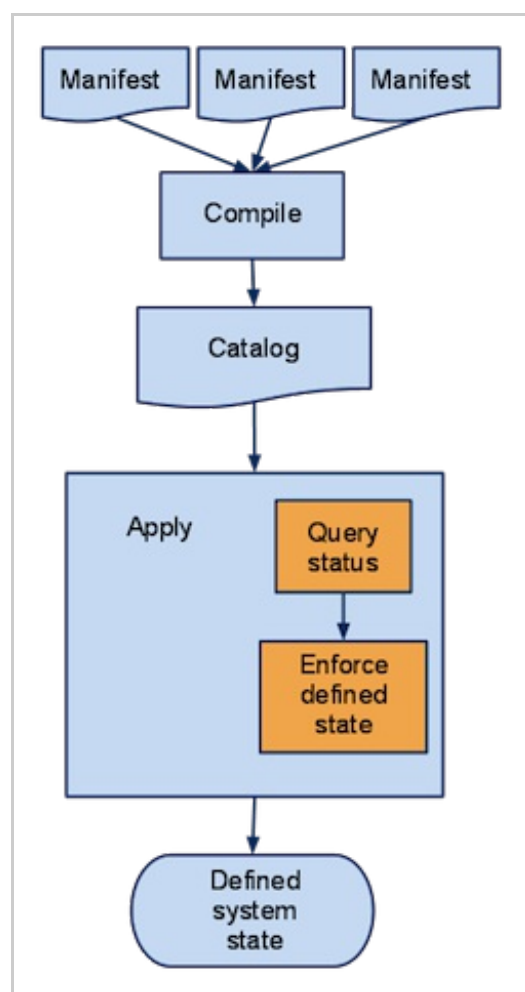 Manifest Manifest Manifest
Compile
Catalog
Apply
Query
status
Enforce
defined
state
Defined
system
state